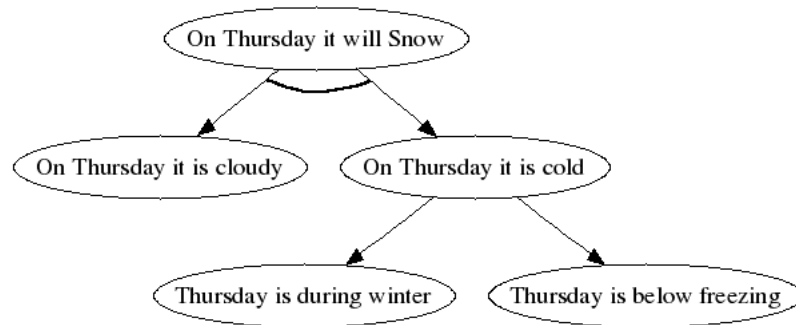 On Thursday it will Snow
On Thursday it is cloudy
On Thursday it is cold
Thursday is during winter
Thursday is below freezing